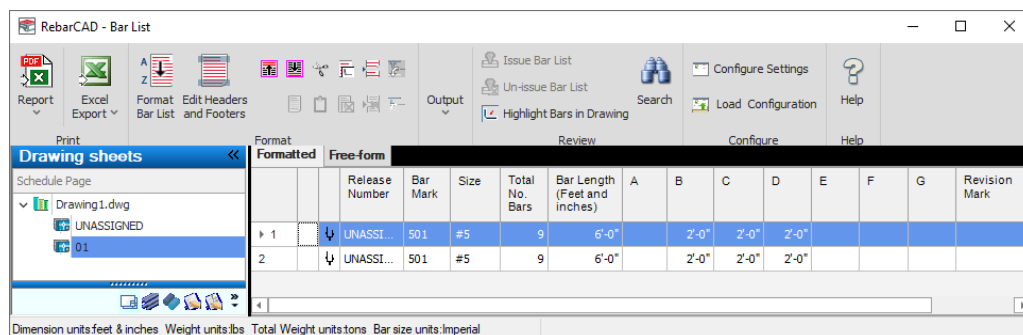 RebarCAD - Bar List
Report
Excel Export
Format Bar List
Edit Headers and Footers
Output
Issue Bar List
Un-issue Bar List
Highlight Bars in Drawing
Search
Configure Settings
Load Configuration
Help
Print
Format
Review
Configure
Help
Drawing sheets
Formatted
Free-form
Schedule Page
Drawing1.dwg
UNASSIGNED
01
Release Number Bar Mark Size Total No. Bars Bar Length (Feet and inches) A B C D E F G Revision Mark
1 UNASSI... 501 #5 9 6'-0" 2'-0" 2'-0" 2'-0"
2 UNASSI... 501 #5 9 6'-0" 2'-0" 2'-0" 2'-0"
Dimension units:feet & inches Weight units:lbs Total Weight units:tons Bar size units:Imperial